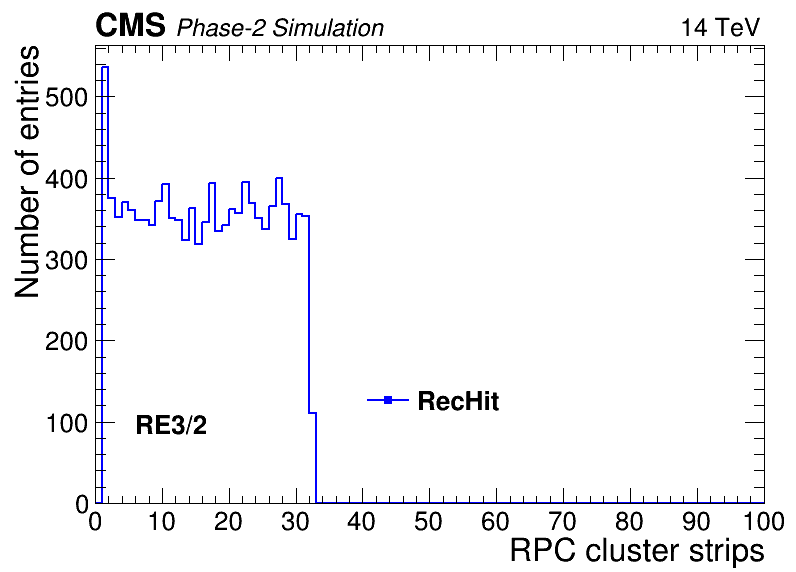 CMS Phase-2 Simulation 14 TeV
Number of entries
500
400
300
200
100
0
RE3/2
RecHit
0 10 20 30 40 50 60 70 80 90 100
RPC cluster strips